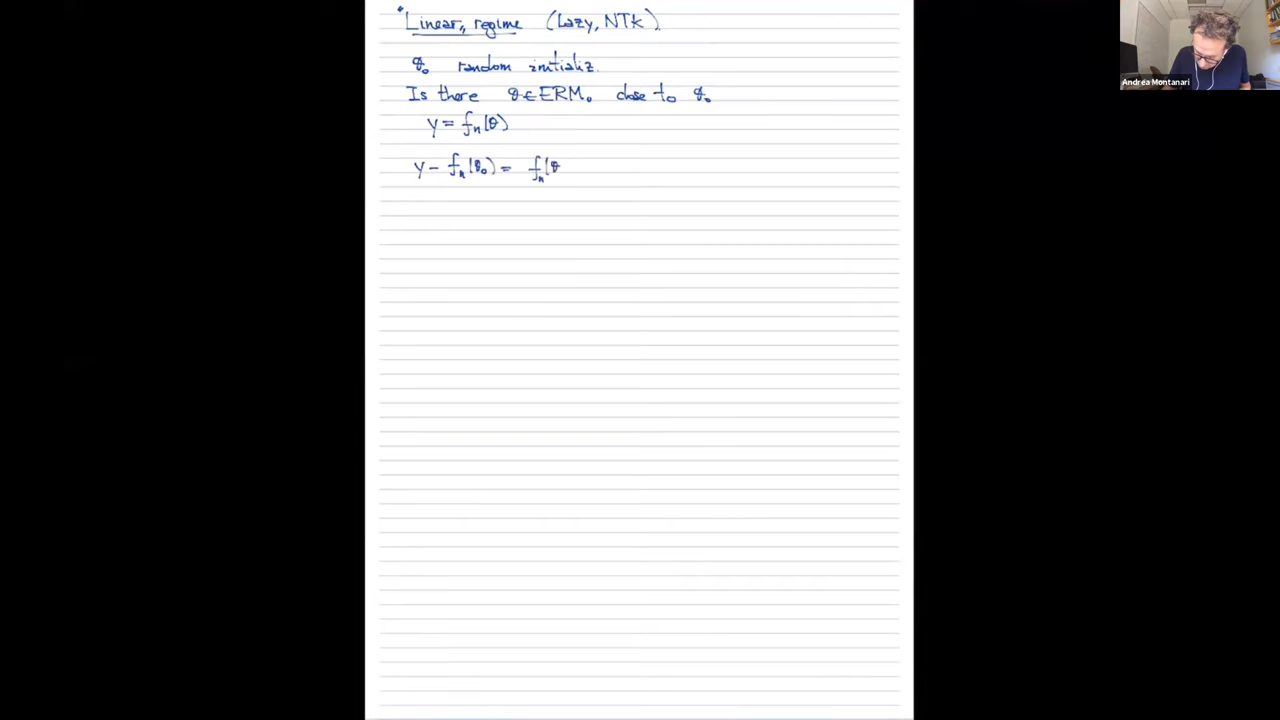 * Linear, regime (Lazy, NTK).
θ₀ random initializ.
Is there θ ∈ ERM₀ close to θ₀
y = fₙ(θ)
y - fₙ(θ₀) = fₙ(θ
Andrea Montanari